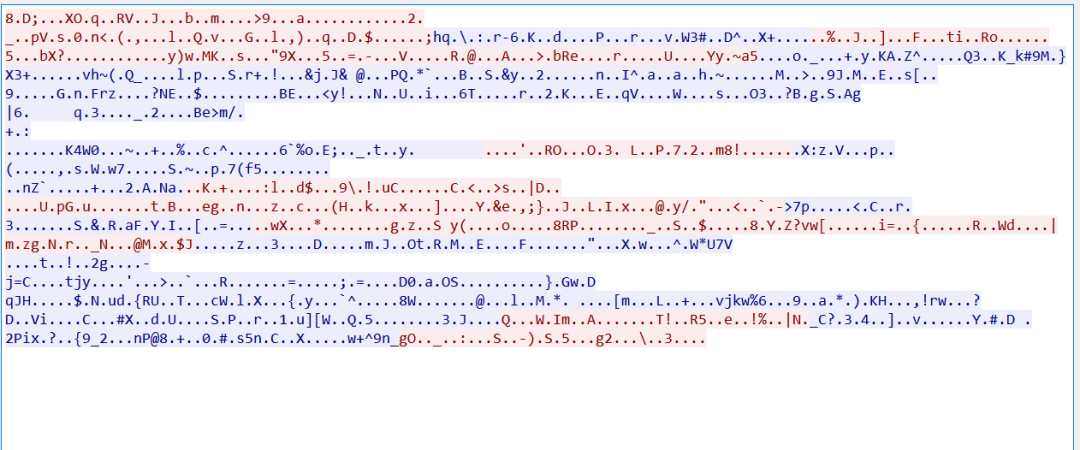 8.D;...XO.q..RV..J...b..m....>9...a............2.
_..pV.s.0.n<.(.,...l..Q.v...G..l.,)..q..D.$......;hq.\.:.r-6.K..d....P...r...v.W3#..D^..X+......%..J..]...F...ti..Ro.....
5...bX?............y)w.MK..s..."9X...5..=.-...V.....R.@...A...>.bRe....r.....U....Yy.~a5....o._...+.y.KA.Z^.....Q3..K_k#9M.}
X3+......vh~(.Q_....l.p...S.r+.!...&j.J& @...PQ.*`...B..S.&y..2......n..I^.a..a..h.~......M..>..9J.M..E..s[..
9.....G.n.Frz....?NE..$.........BE...<y!...N..U..i...6T.....r..2.K...E..qV....W....s...O3..?B.g.S.Ag
|6.     q.3...._.2....Be>m/.
+.:
.......K4W0...~..+..%..c.^......6`%o.E;.._.t..y.        ....'..RO...O.3. L..P.7.2..m8!.......X:z.V...p..
(.....,.s.W.w7.....S.~..p.7(f5........
..nZ`.....+...2.A.Na...K.+....:l..d$...9\.!.uC......C.<..>s..|D..
....U.pG.u.......t.B...eg..n...z..c...(H..k...x...]....Y.&e.,;}..J..L.I.x...@.y/."...<..`.->7p.....<.C..r.
3.......S.&.R.aF.Y.I..[..=.....wX...*........g.z..S y(....o.....8RP........_..S..$......8.Y.Z?vw[......i=..{......R..Wd....|
m.zg.N.r.._N...@M.x.$J.....z...3....D.....m.J..Ot.R.M..E....F......."...X.w...^.W*U7V
....t..!..2g....-
j=C....tjy....'...>..`...R.......=.....;.=....D0.a.OS..........}.Gw.D
qJH.....$.N.ud.{RU..T...cW.l.X...{.y...`^.....8W.......@...l..M.*. ....[m...L..+...vjkw%6...9..a.*.).KH...,!rw...?
D..Vi....C...#X..d.U....S.P..r..1.u][W..Q.5........3.J....Q...W.Im..A.......T!..R5..e..!%..|N._C?.3.4..]..v......Y.#.D .
2Pix.?..{9_2...nP@8.+..0.#.s5n.C..X.....w+^9n_gO.._..:...S..-).S.5...g2...\..3....